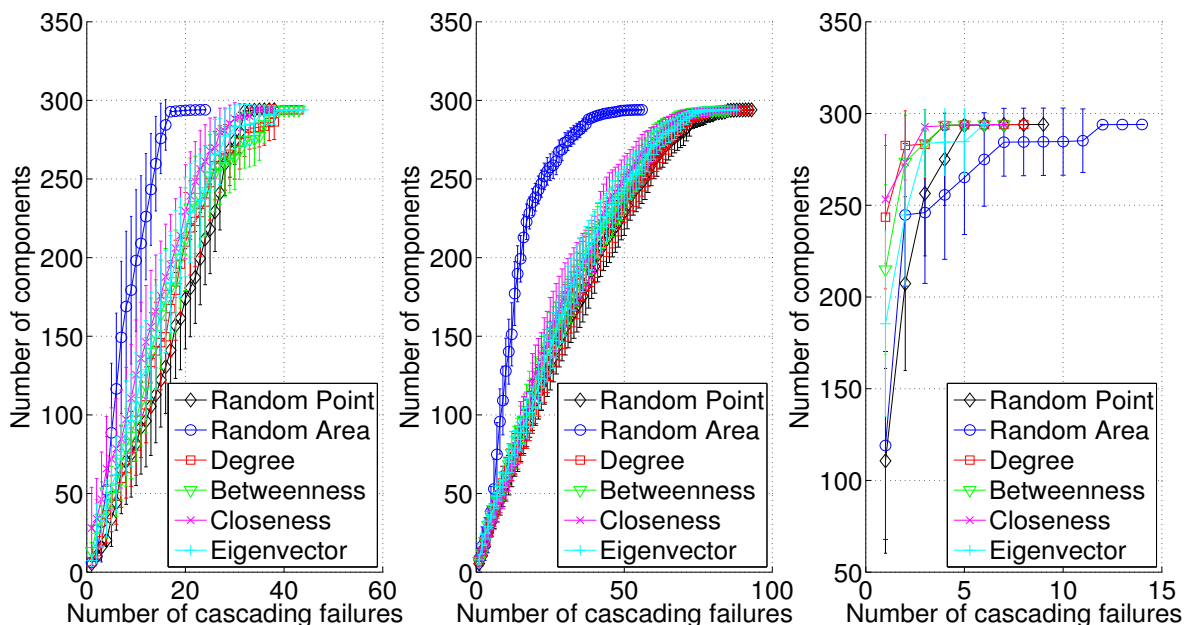 350
300
250
200
150
100
50
0
0
20
40
60
Number of components
Number of cascading failures
Random Point
Random Area
Degree
Betweenness
Closeness
Eigenvector
350
300
250
200
150
100
50
0
0
50
100
Number of components
Number of cascading failures
Random Point
Random Area
Degree
Betweenness
Closeness
Eigenvector
350
300
250
200
150
100
50
0
5
10
15
Number of components
Number of cascading failures
Random Point
Random Area
Degree
Betweenness
Closeness
Eigenvector